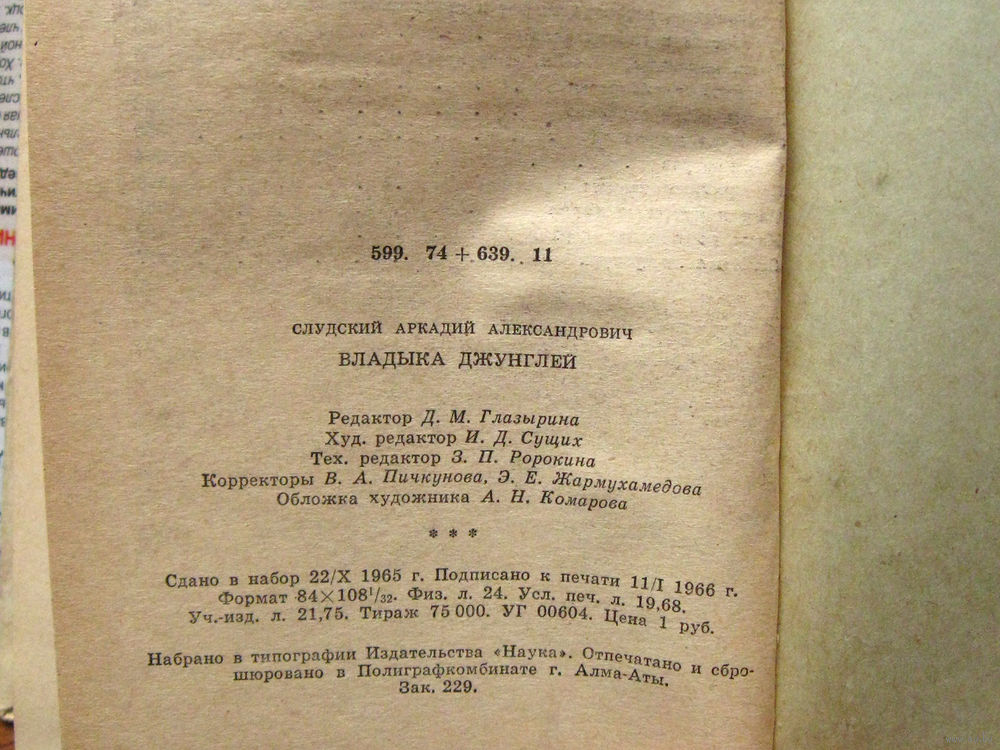 599. 74 + 639. 11
СЛУДСКИЙ АРКАДИЙ АЛЕКСАНДРОВИЧ
ВЛАДЫКА ДЖУНГЛЕЙ
Редактор Д. М. Глазырина
Худ. редактор И. Д. Сущих
Тех. редактор З. П. Ророкина
Корректоры В. А. Пичкунова, Э. Е. Жармухамедова
Обложка художника А. Н. Комарова
* * *
Сдано в набор 22/X 1965 г. Подписано к печати 11/I 1966 г.
Формат 84×108¹/₃₂. Физ. л. 24. Усл. печ. л. 19,68.
Уч.-изд. л. 21,75. Тираж 75 000. УГ 00604. Цена 1 руб.
Набрано в типографии Издательства «Наука». Отпечатано и сбро-
шюровано в Полиграфкомбинате г. Алма-Аты.
Зак. 229.